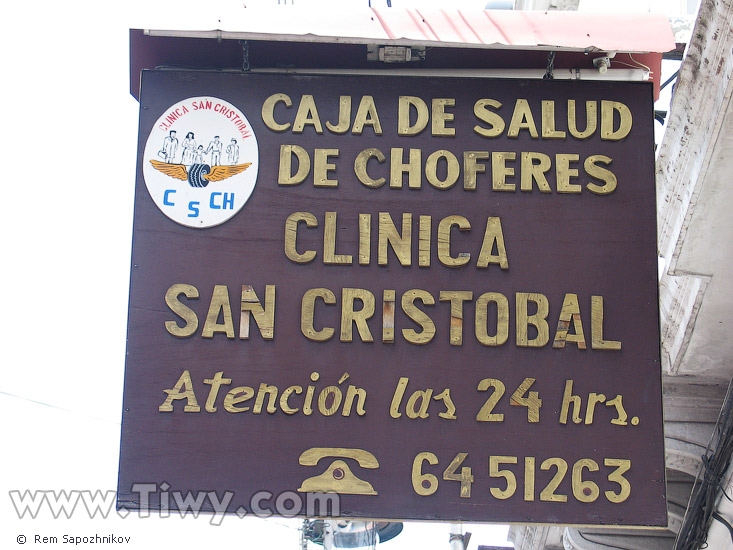 CLINICA SAN CRISTOBAL
C S CH
CAJA DE SALUD
DE CHOFERES
CLINICA
SAN CRISTOBAL
Atención las 24 hrs.
64 51263
www.Tiwy.com
© Rem Sapozhnikov